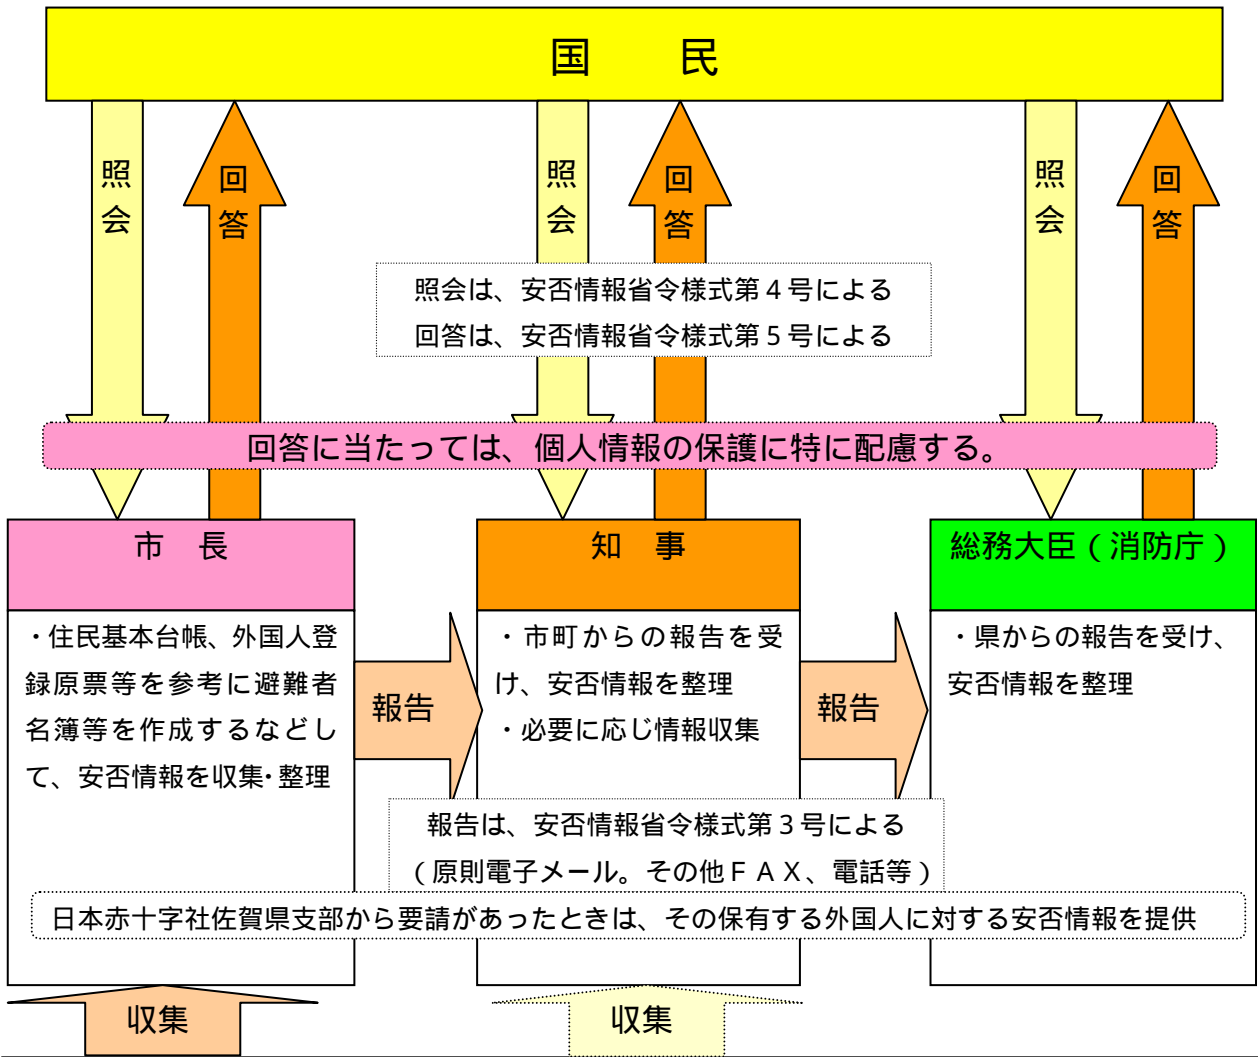 国　　民
照会
回答
照会
回答
照会
回答
照会は、安否情報省令様式第４号による
回答は、安否情報省令様式第５号による
回答に当たっては、個人情報の保護に特に配慮する。
市　長
・住民基本台帳、外国人登
録原票等を参考に避難者
名簿等を作成するなどし
て、安否情報を収集・整理
報告
知　事
・市町からの報告を受
け、安否情報を整理
・必要に応じ情報収集
報告
総務大臣（消防庁）
・県からの報告を受け、
安否情報を整理
報告は、安否情報省令様式第３号による
（原則電子メール。その他ＦＡＸ、電話等）
日本赤十字社佐賀県支部から要請があったときは、その保有する外国人に対する安否情報を提供
収集
収集